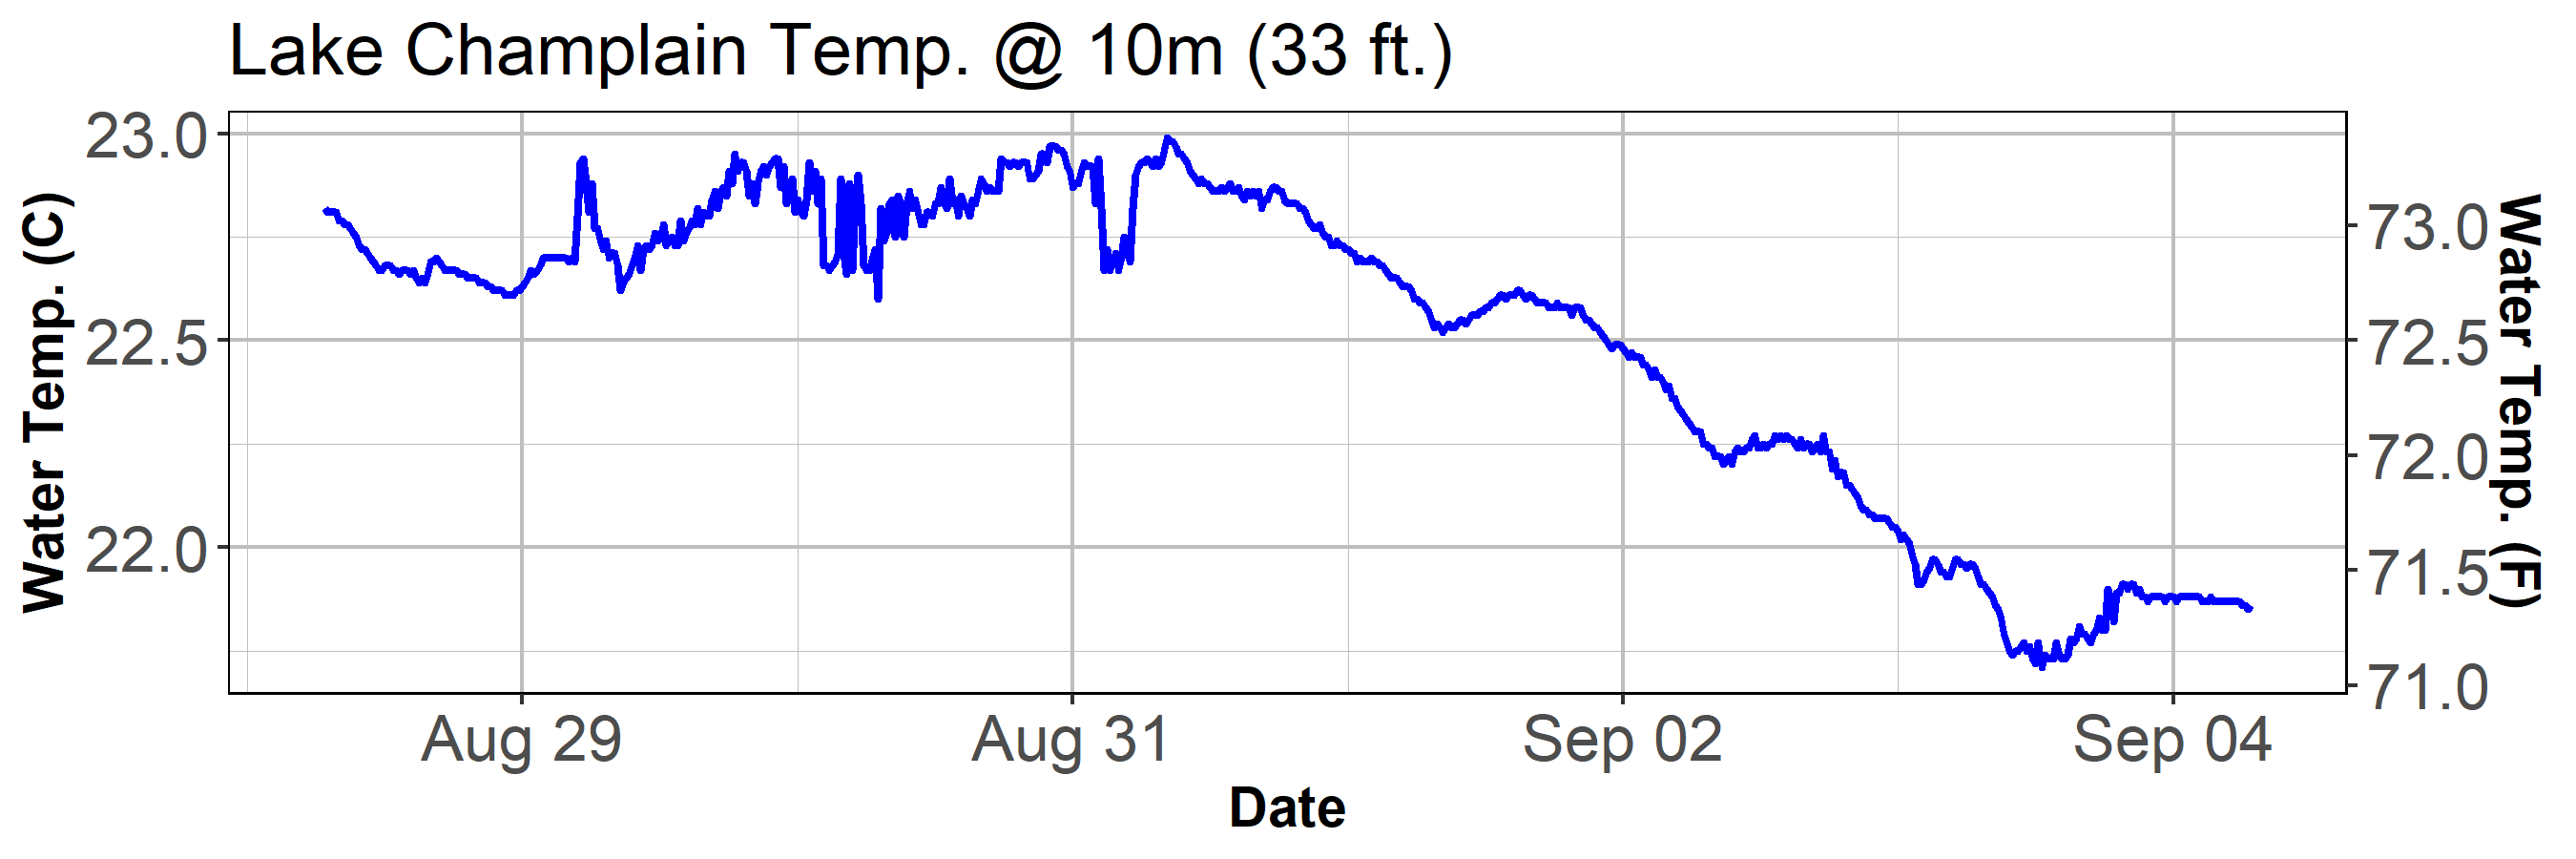 Lake Champlain Temp. @ 10m (33 ft.)
Water Temp. (C)
23.0
22.5
22.0
Water Temp. (F)
73.0
72.5
72.0
71.5
71.0
Aug 29
Aug 31
Sep 02
Sep 04
Date